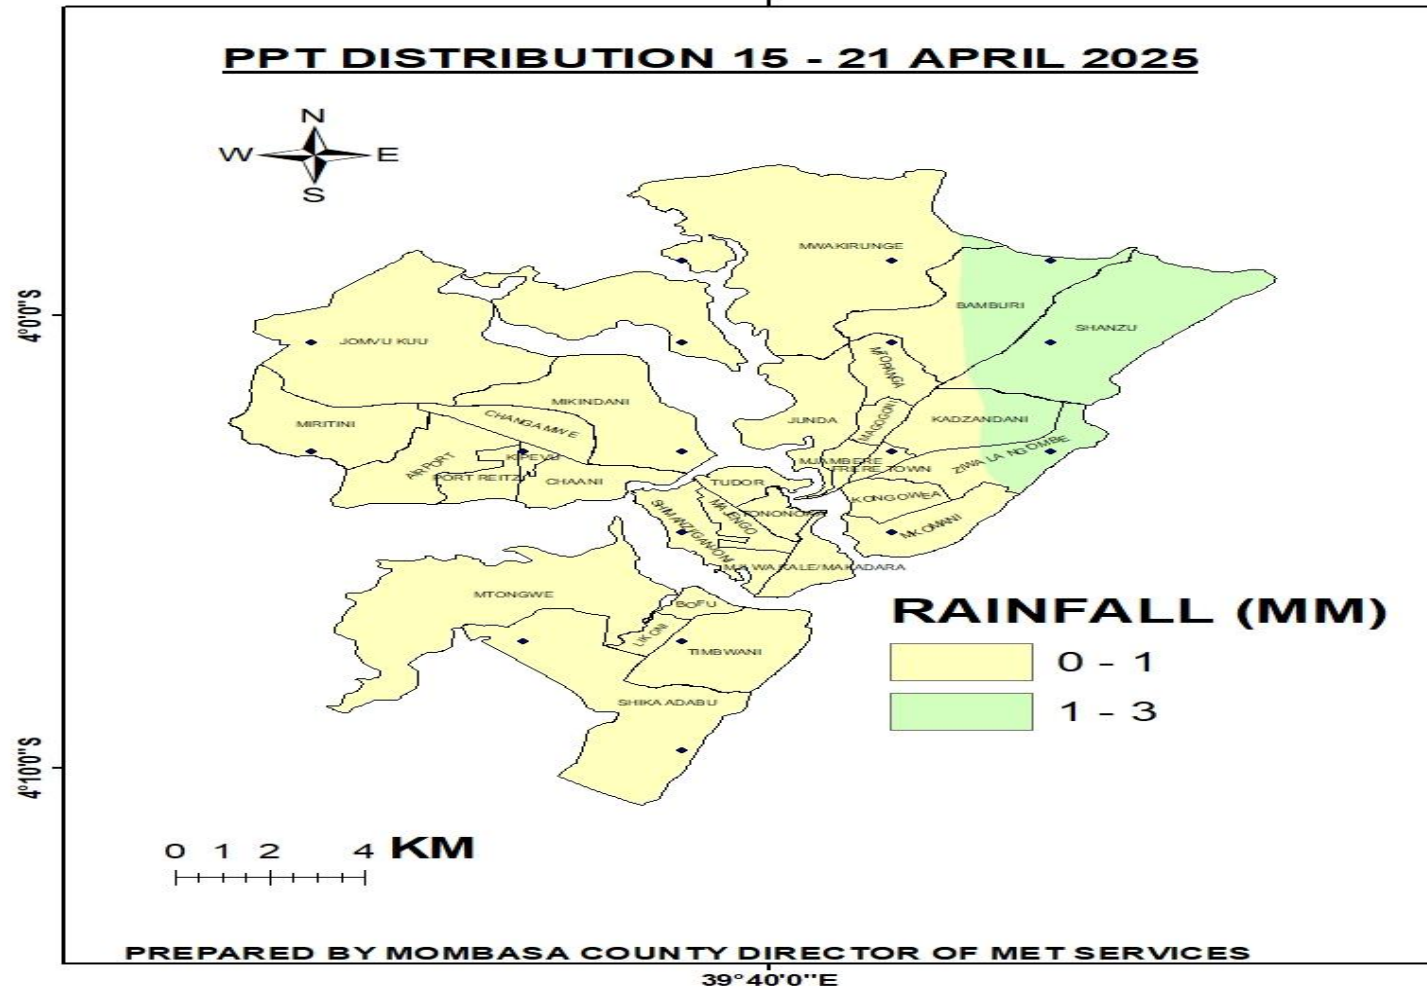 PPT DISTRIBUTION 15 - 21 APRIL 2025
N
W E
S
MWAKIRUNGE
BAMBURI
SHANZU
4°0'0"S
JOMVU KUU
MTOPANGA
MIKINDANI
CHANGAMWE
MIRITINI
JUNDA
MAGOGONI
KADZANDANI
KIPEVU
AIRPORT
PORT REITZ
CHAANI
MJAMBERE
FRERE TOWN
ZIWA LA NG'OMBE
TUDOR
KONGOWEA
MAJENGO
TONONOKA
SHIMANZI/GANJONI
MKOMANI
MJI WA KALE/MAKADARA
MTONGWE
BOFU
LIKONI
TIMBWANI
SHIKA ADABU
RAINFALL (MM)
0 - 1
1 - 3
4°10'0"S
0 1 2 4 KM
PREPARED BY MOMBASA COUNTY DIRECTOR OF MET SERVICES
39°40'0"E